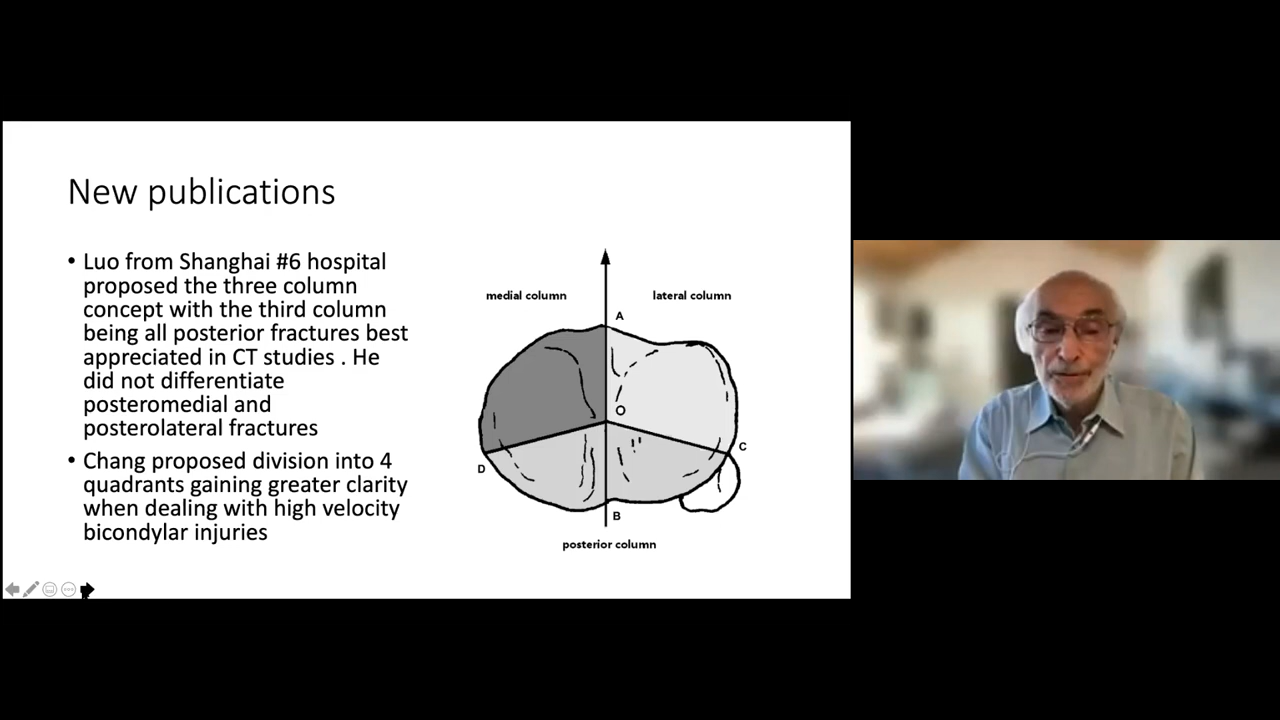 New publications
• Luo from Shanghai #6 hospital
proposed the three column
concept with the third column
being all posterior fractures best
appreciated in CT studies . He
did not differentiate
posteromedial and
posterolateral fractures
• Chang proposed division into 4
quadrants gaining greater clarity
when dealing with high velocity
bicondylar injuries
medial column
lateral column
A
O
C
D
B
posterior column